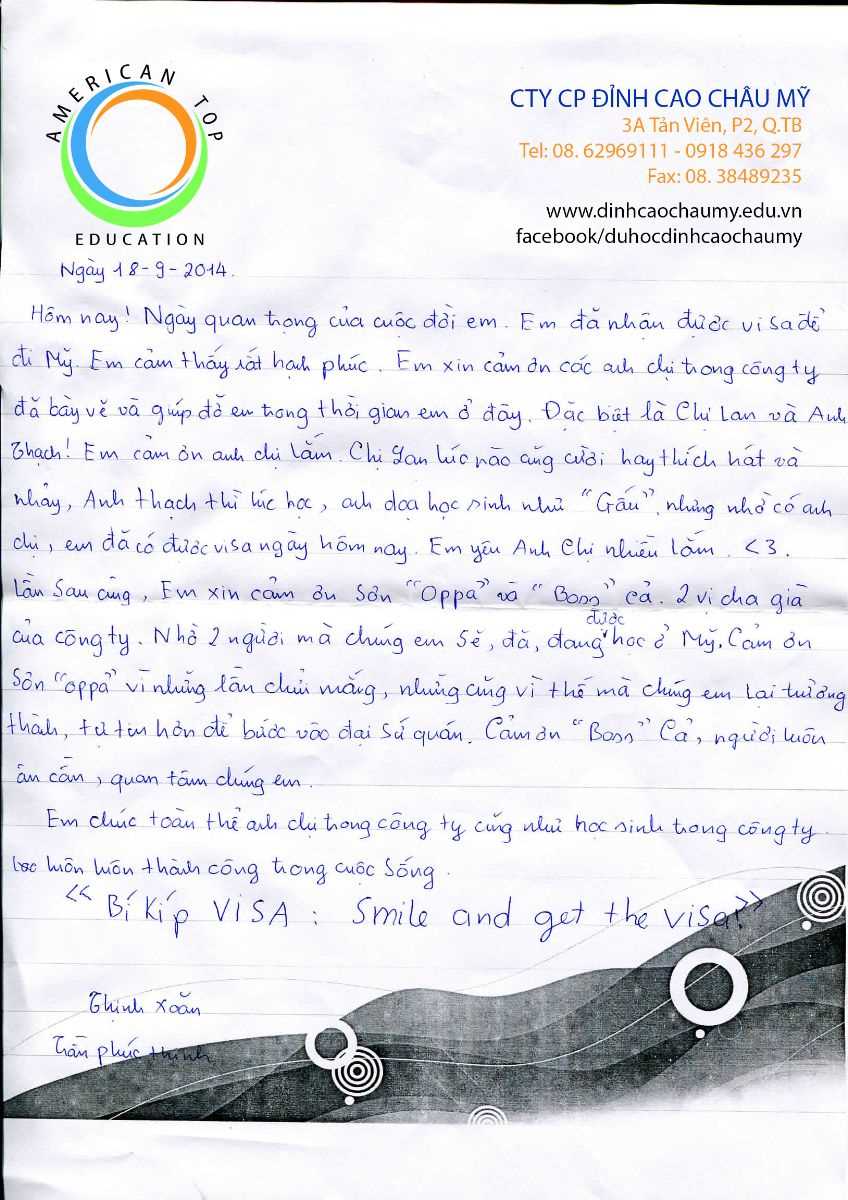 AMERICAN TOP
EDUCATION
CTY CP ĐỈNH CAO CHÂU MỸ
3A Tản Viên, P2, Q.TB
Tel: 08. 62969111 - 0918 436 297
Fax: 08. 38489235
www.dinhcaochaumy.edu.vn
facebook/duhocdinhcaochaumy
Ngày 18-9-2014.
Hôm nay! Ngày quan trọng của cuộc đời em. Em đã nhận được visa để
đi Mỹ. Em cảm thấy rất hạnh phúc. Em xin cảm ơn các anh chị trong công ty
đã bày vẽ và giúp đỡ em trong thời gian em ở đây. Đặc biệt là Chị Lan và Anh
Thạch! Em cảm ơn anh chị lắm. Chị Lan lúc nào cũng cười hay thích hát và
nhảy, Anh thạch thì lúc học, anh dọa học sinh như "Gấu", nhưng nhờ có anh
chị, em đã có được visa ngày hôm nay. Em yêu Anh Chị nhiều lắm. <3.
Lần sau cùng, Em xin cảm ơn Sơn "Oppa" và "Boss" Cả. 2 vị cha già
của công ty. Nhờ 2 người mà chúng em sẽ, đã, đang được học ở Mỹ. Cảm ơn
Sơn "oppa" vì những lần chửi mắng, nhưng cũng vì thế mà chúng em lại trưởng
thành, tự tin hơn để bước vào đại sứ quán. Cảm ơn "Boss" Cả, người luôn
ân cần, quan tâm chúng em.
Em chúc toàn thể anh chị trong công ty cũng như học sinh trong công ty
luôn luôn thành công trong cuộc sống.
<< Bí Kíp VISA : Smile and get the visa! >>
Thịnh Xoăn
Trần phúc thịnh